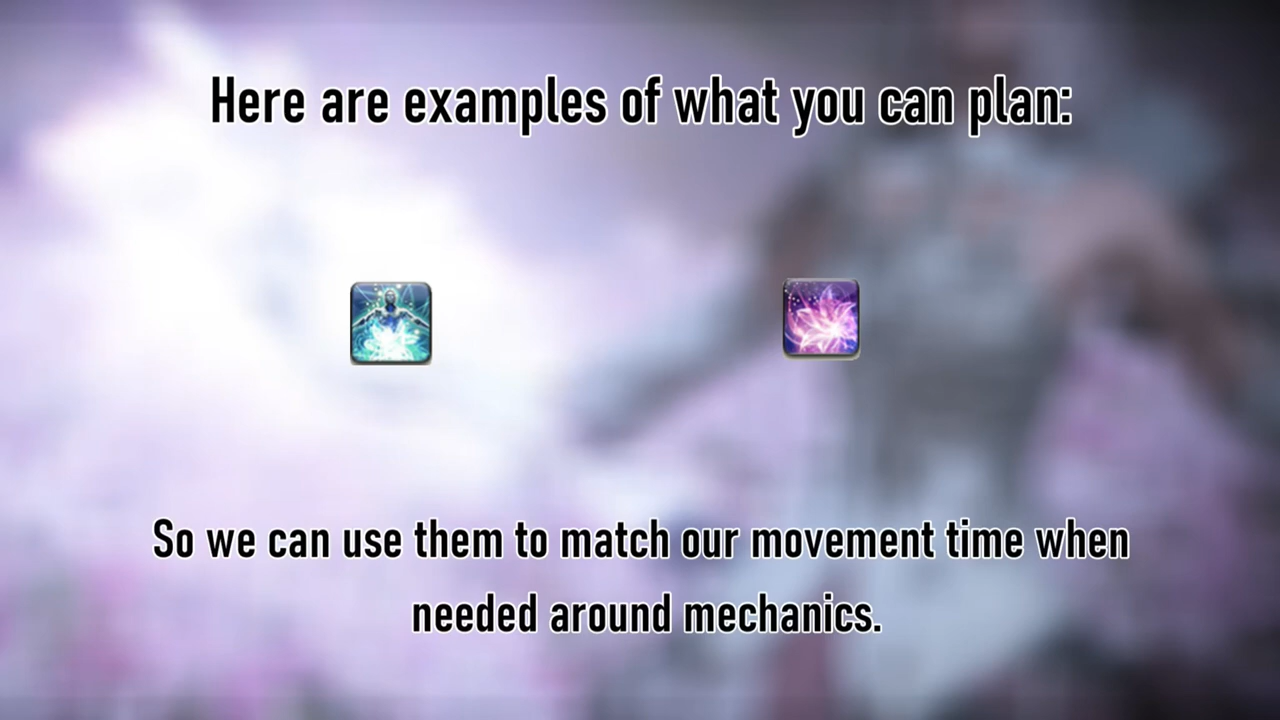 Here are examples of what you can plan:
So we can use them to match our movement time when
needed around mechanics.